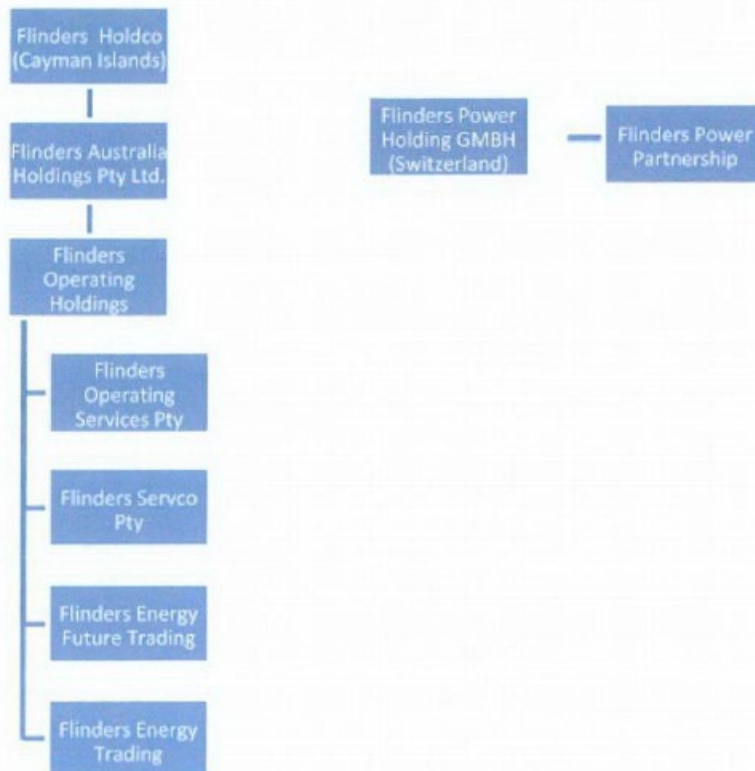 Flinders Holdco
(Cayman Islands)
Flinders Australia
Holdings Pty Ltd.
Flinders
Operating
Holdings
Flinders
Operating
Services Pty
Flinders Servco
Pty
Flinders Energy
Future Trading
Flinders Energy
Trading
Flinders Power
Holding GMBH
(Switzerland)
Flinders Power
Partnership